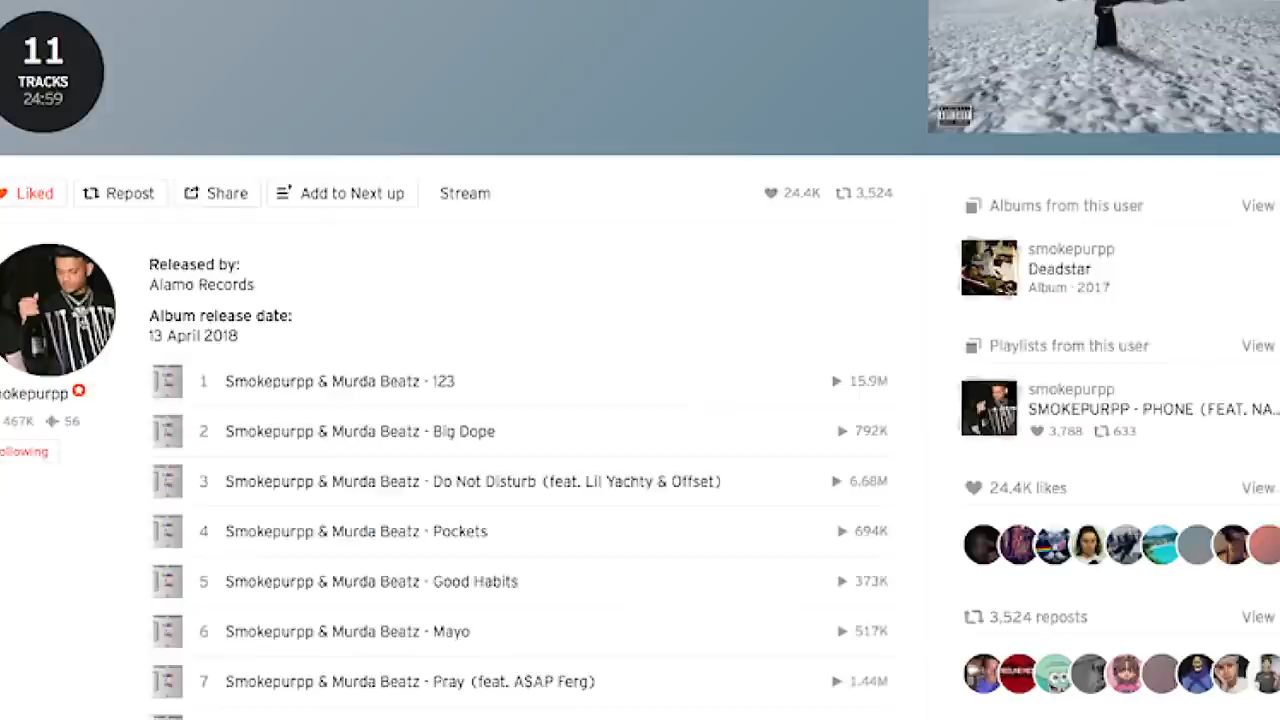 11
TRACKS
24:59
Liked
Repost
Share
Add to Next up
Stream
24.4K
3,524
Released by:
Alamo Records
Album release date:
13 April 2018
okepurpp
467K
56
ollowing
1 Smokepurpp & Murda Beatz - 123 15.9M
2 Smokepurpp & Murda Beatz - Big Dope 792K
3 Smokepurpp & Murda Beatz - Do Not Disturb (feat. Lil Yachty & Offset) 6.68M
4 Smokepurpp & Murda Beatz - Pockets 694K
5 Smokepurpp & Murda Beatz - Good Habits 373K
6 Smokepurpp & Murda Beatz - Mayo 517K
7 Smokepurpp & Murda Beatz - Pray (feat. A$AP Ferg) 1.44M
Albums from this user View
smokepurpp
Deadstar
Album · 2017
Playlists from this user View
smokepurpp
SMOKEPURPP - PHONE (FEAT. NA...
3,788 633
24.4K likes View
3,524 reposts View